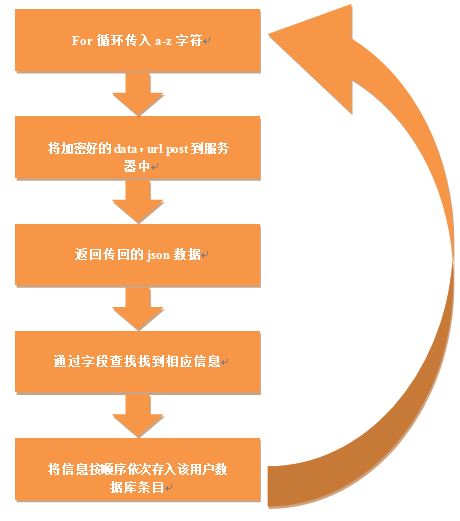 For 循环传入 a-z 字符
将加密好的 data，url post 到服务
器中
返回传回的 json 数据
通过字段查找找到相应信息
将信息按顺序依次存入该用户数
据库条目